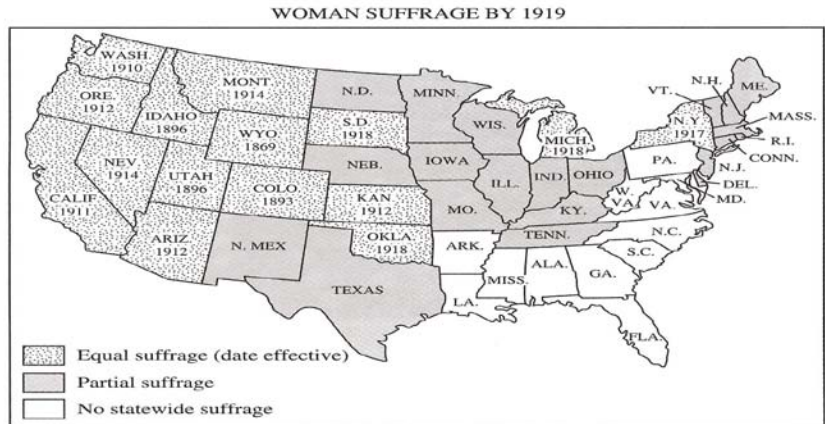 WOMAN SUFFRAGE BY 1919
WASH.
1910
ORE.
1912
IDAHO
1896
MONT.
1914
WYO.
1869
NEV.
1914
UTAH
1896
COLO
1893
CALIF
1911
ARIZ
1912
N. MEX
N.D.
S.D.
1918
NEB.
KAN
1912
OKLA.
1918
TEXAS
MINN.
IOWA
MO.
ARK.
LA.
WIS.
ILL.
MICH.
1918
IND.
OHIO
KY.
TENN.
MISS.
ALA.
GA.
FLA.
S.C.
N.C.
VA.
W.
VA.
PA.
N.Y.
1917
VT.
N.H.
ME.
MASS.
R.I.
CONN.
N.J.
DEL.
MD.
Equal suffrage (date effective)
Partial suffrage
No statewide suffrage